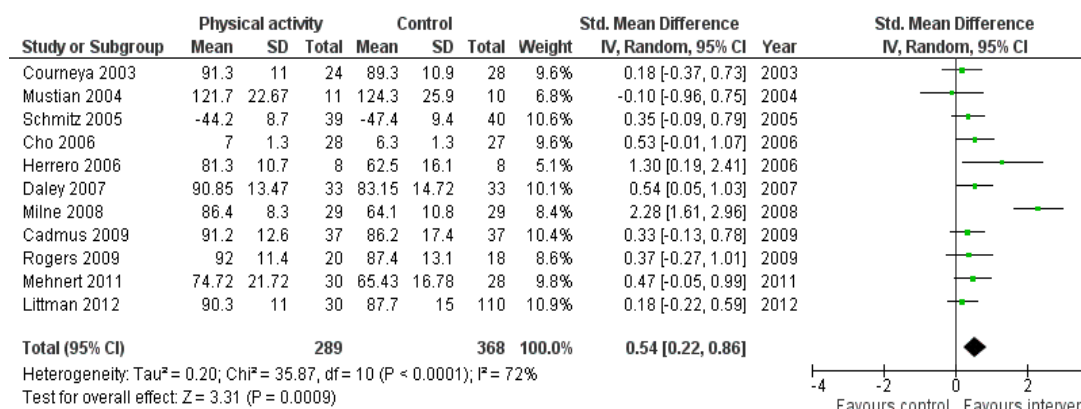 Physical activity Control Std. Mean Difference Std. Mean Difference
Study or Subgroup Mean SD Total Mean SD Total Weight IV, Random, 95% CI Year IV, Random, 95% CI
Courneya 2003 91.3 11 24 89.3 10.9 28 9.6% 0.18 [-0.37, 0.73] 2003
Mustian 2004 121.7 22.67 11 124.3 25.9 10 6.8% -0.10 [-0.96, 0.75] 2004
Schmitz 2005 -44.2 8.7 39 -47.4 9.4 40 10.5% 0.35 [-0.09, 0.79] 2005
Cho 2006 7 1.3 28 6.3 1.3 27 9.6% 0.53 [-0.01, 1.07] 2006
Herrero 2006 81.3 10.7 8 62.5 16.1 8 5.1% 1.30 [0.19, 2.41] 2006
Daley 2007 90.85 13.47 33 83.15 14.72 33 10.1% 0.54 [0.05, 1.03] 2007
Milne 2008 86.4 8.3 29 64.1 10.8 29 8.4% 2.28 [1.61, 2.96] 2008
Cadmus 2009 91.2 12.6 37 86.2 17.4 37 10.4% 0.33 [-0.13, 0.78] 2009
Rogers 2009 92 11.4 20 87.4 13.1 18 8.7% 0.37 [-0.27, 1.01] 2009
Mehnert 2011 74.72 21.72 30 65.43 16.78 28 9.8% 0.47 [-0.05, 0.99] 2011
Littman 2012 90.3 11 30 87.7 15 110 10.9% 0.18 [-0.22, 0.59] 2012
Total (95% CI) 289 368 100.0% 0.54 [0.22, 0.86]
Heterogeneity: Tau² = 0.20; Chi² = 35.87, df = 10 (P < 0.0001); I² = 72%
Test for overall effect: Z = 3.31 (P = 0.0009)
-4 -2 0 2
Favours control Favours interven